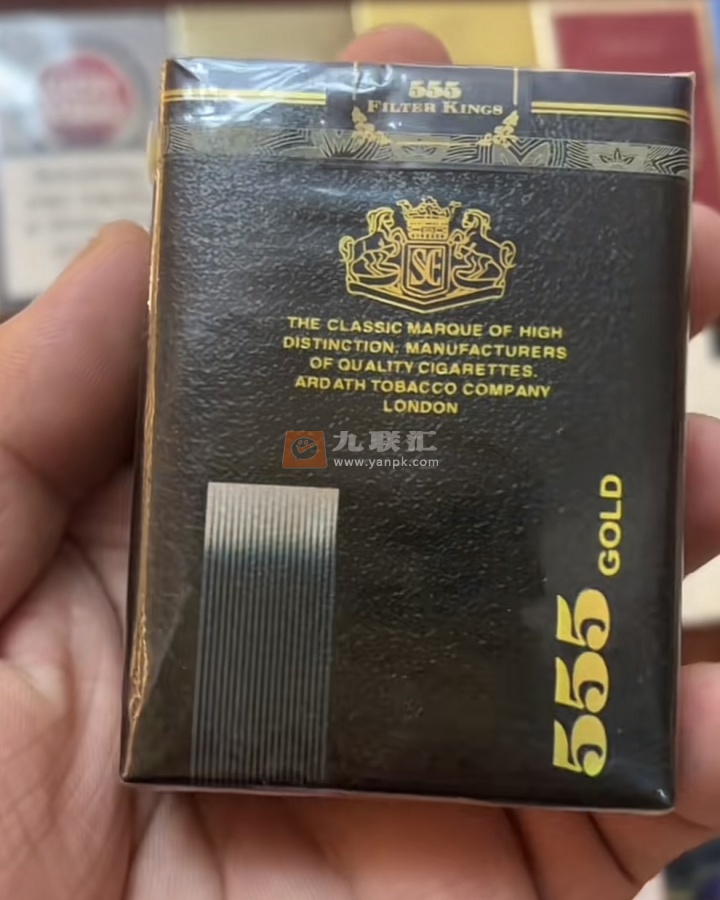 555
FILTER KINGS
THE CLASSIC MARQUE OF HIGH
DISTINCTION, MANUFACTURERS
OF QUALITY CIGARETTES.
ARDATH TOBACCO COMPANY
LONDON
九联汇
www.yanpk.com
555 GOLD